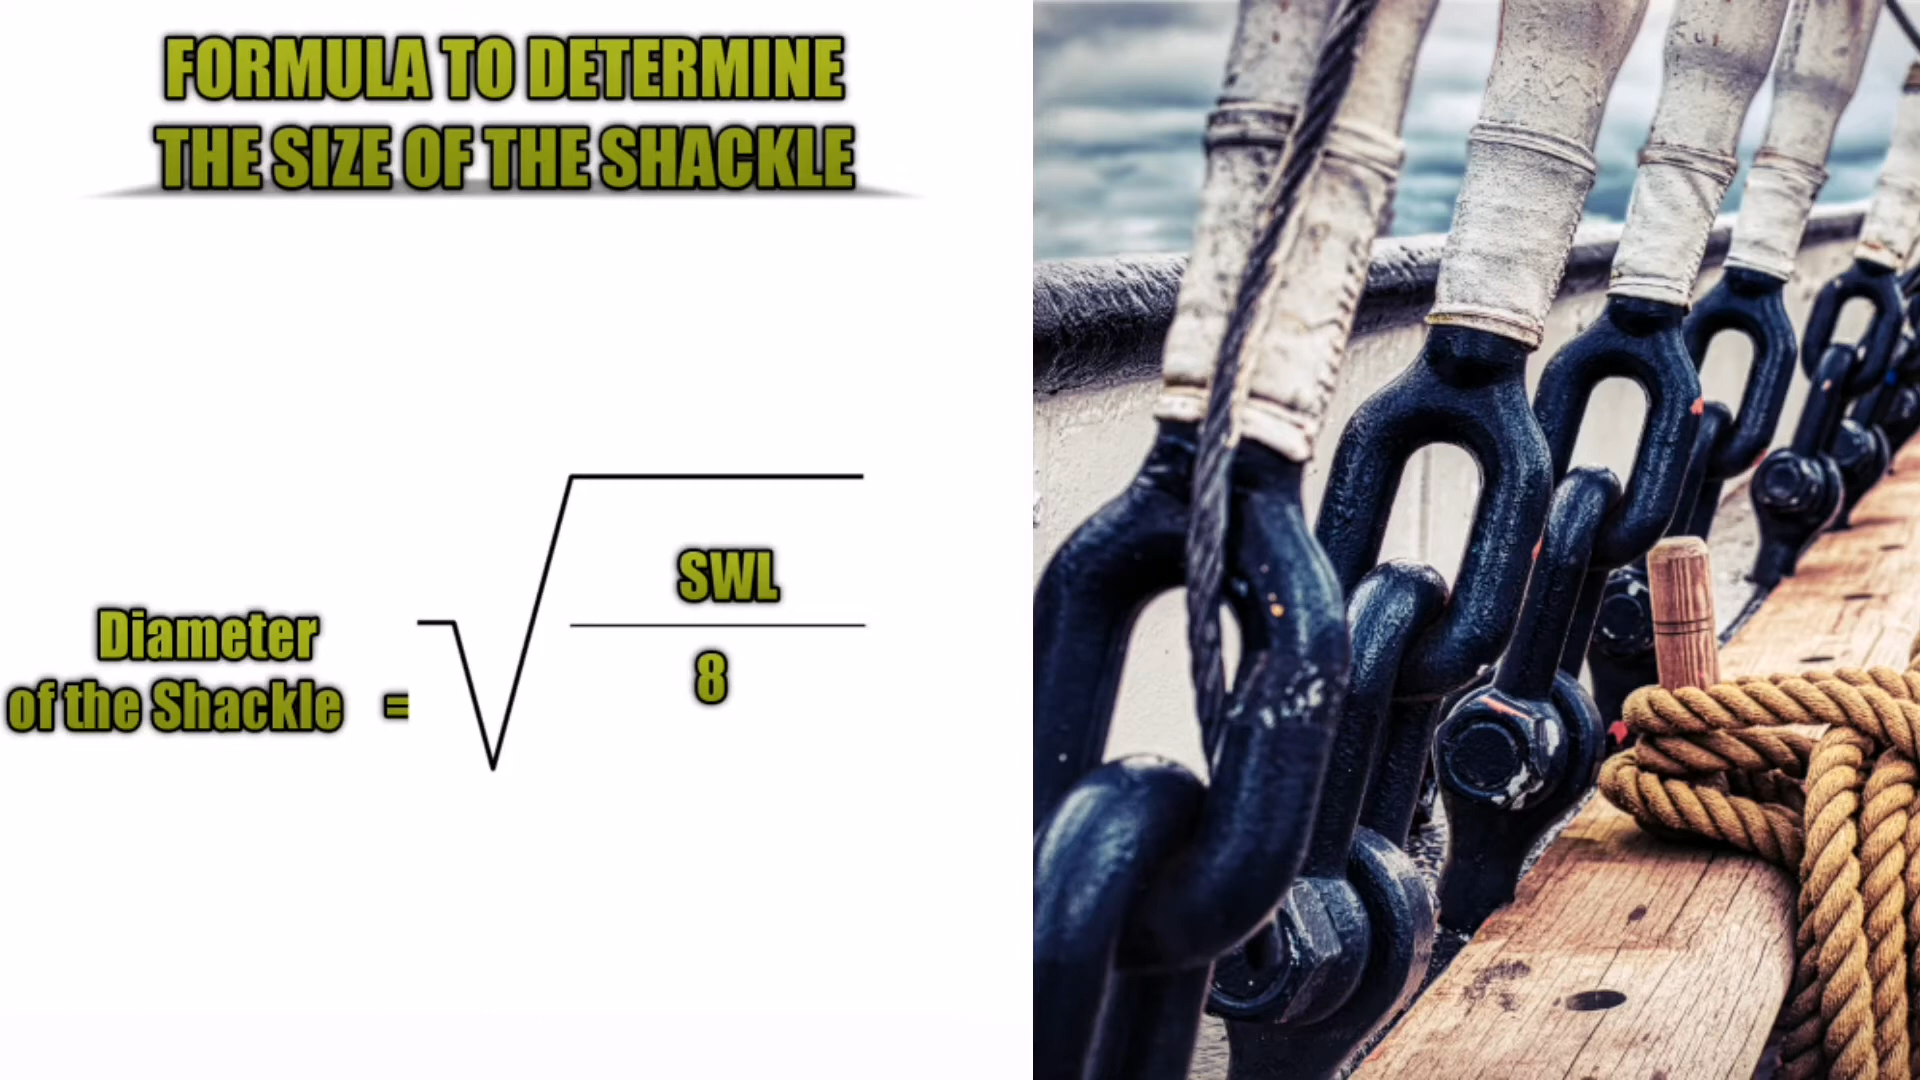 FORMULA TO DETERMINE
THE SIZE OF THE SHACKLE
Diameter
of the Shackle =
SWL
8